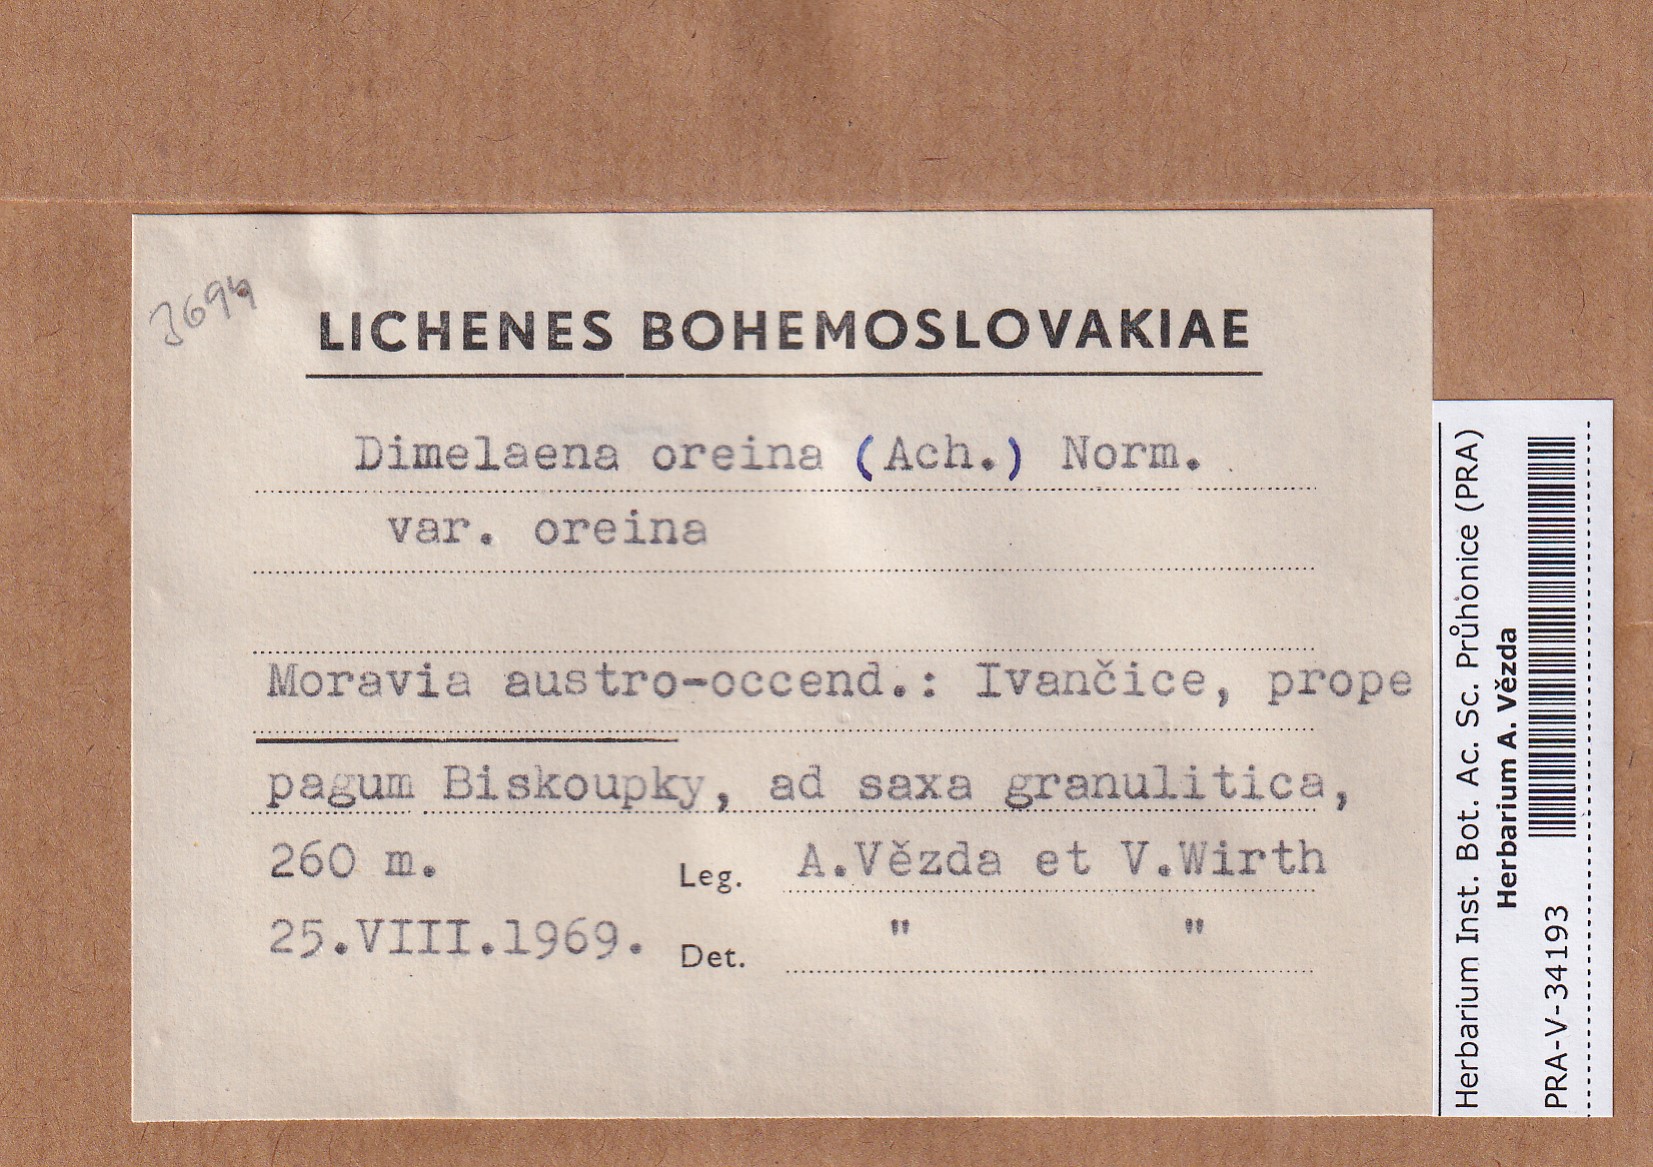 3694
LICHENES BOHEMOSLOVAKIAE
Dimelaena oreina (Ach.) Norm.
var. oreina
Moravia austro-occend.: Ivančice, prope
pagum Biskoupky, ad saxa granulitica,
260 m. Leg. A.Vězda et V.Wirth
25.VIII.1969. Det. " "
Herbarium Inst. Bot. Ac. Sc. Průhonice (PRA)
Herbarium A. Vězda
PRA-V-34193